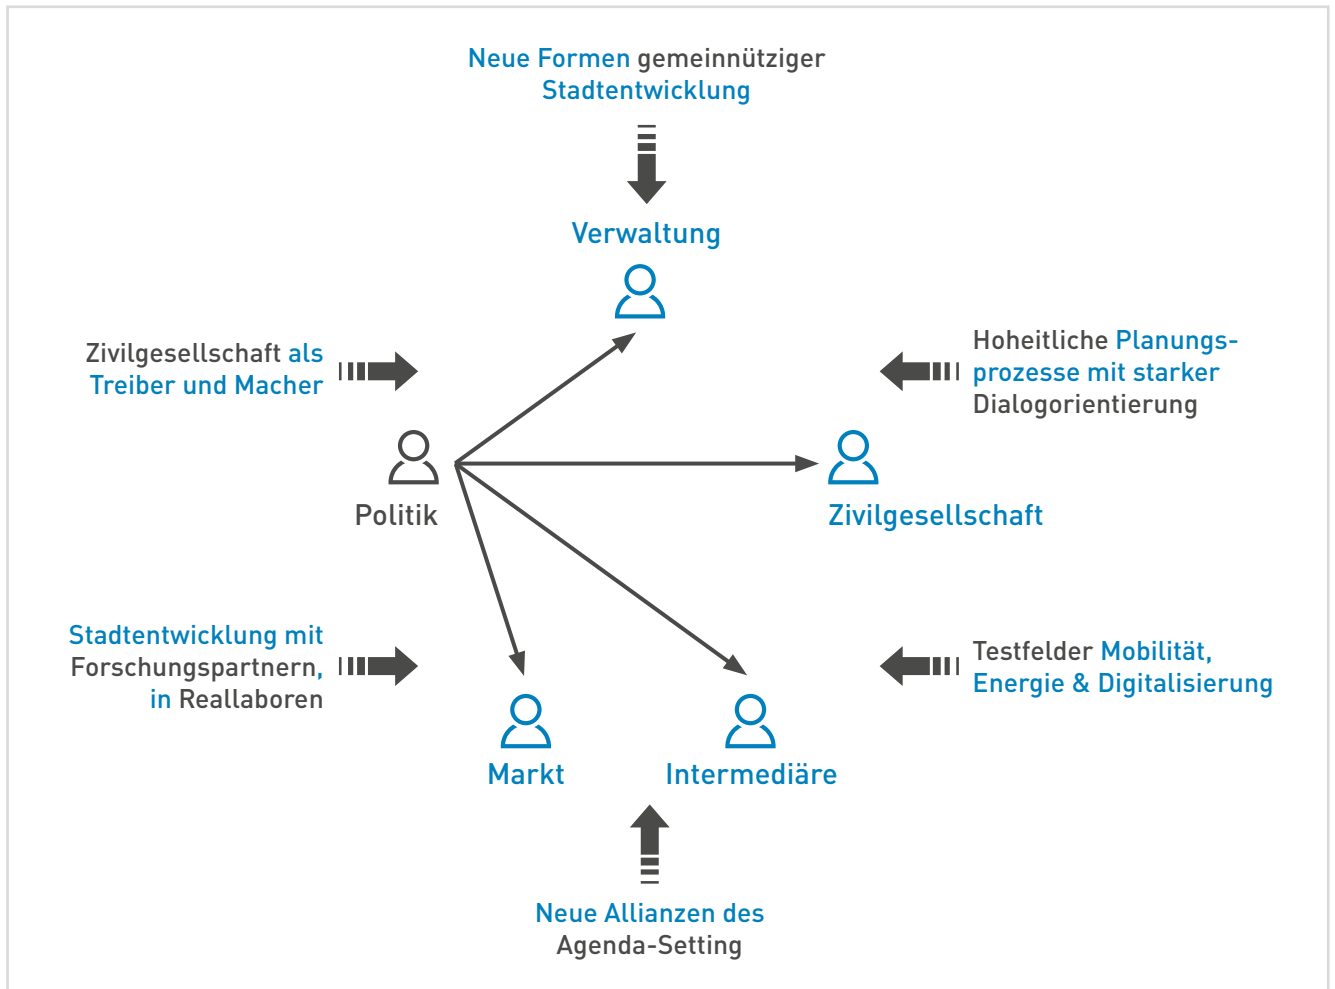 Neue Formen gemeinnütziger
Stadtentwicklung
Verwaltung
Zivilgesellschaft als
Treiber und Macher
Hoheitliche Planungs-
prozesse mit starker
Dialogorientierung
Politik
Zivilgesellschaft
Stadtentwicklung mit
Forschungspartnern,
in Reallaboren
Testfelder Mobilität,
Energie & Digitalisierung
Markt
Intermediäre
Neue Allianzen des
Agenda-Setting